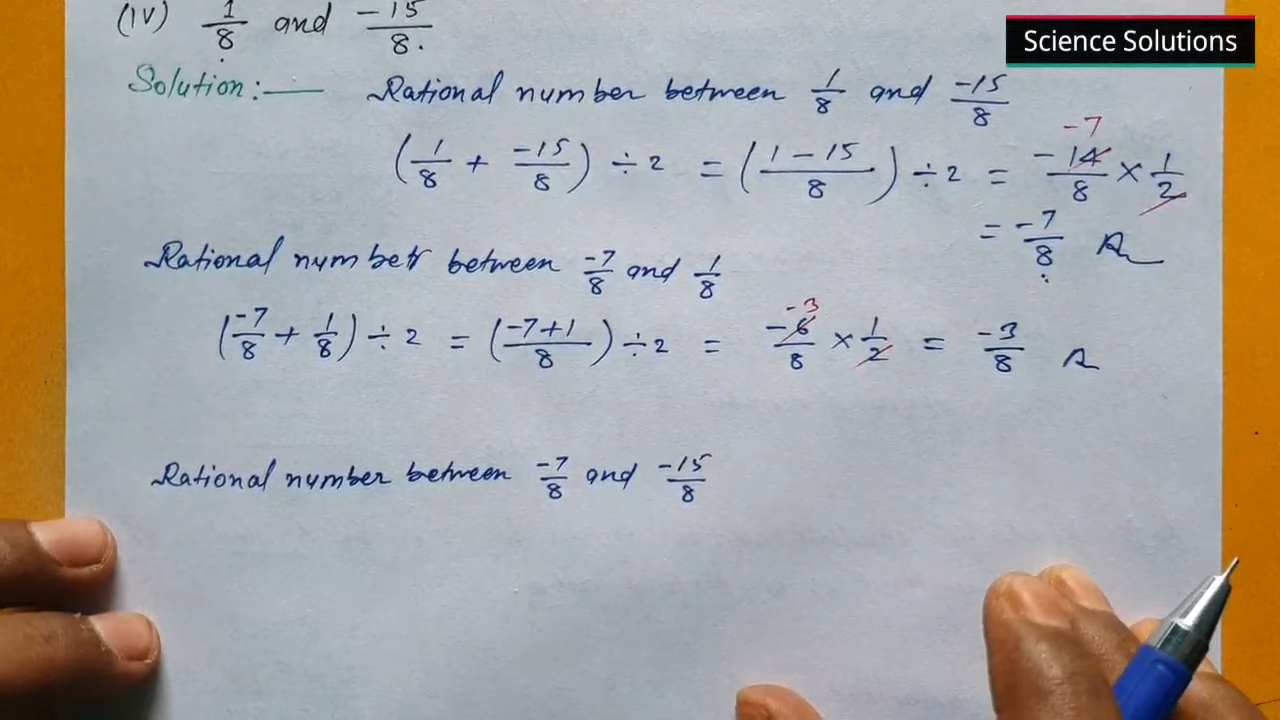 (iv) 1/8 and -15/8.
Science Solutions
Solution:— Rational number between 1/8 and -15/8
(1/8 + -15/8) ÷ 2 = (1-15/8) ÷ 2 = -14/8 × 1/2
-7
= -7/8 A
Rational numbers between -7/8 and 1/8
(-7/8 + 1/8) ÷ 2 = (-7+1/8) ÷ 2 = -6/8 × 1/2 = -3/8 A
-3
Rational number between -7/8 and -15/8